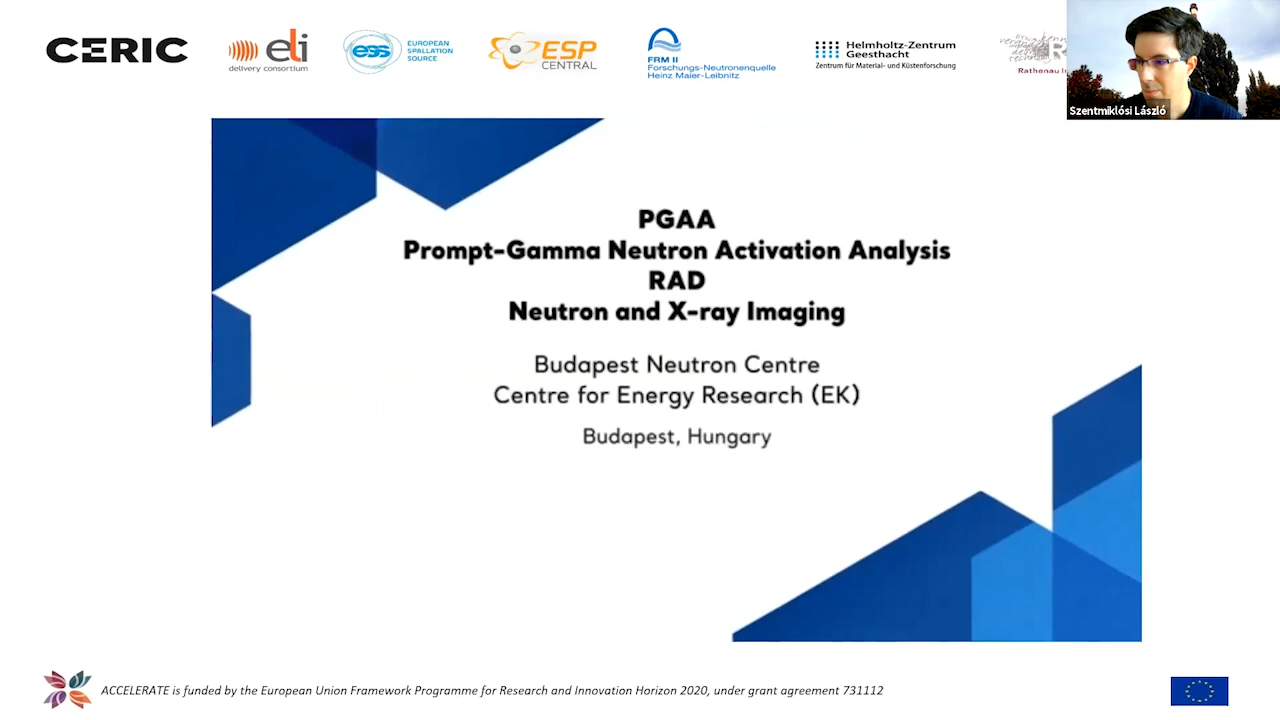 CERIC
eli
delivery consortium
ess
EUROPEAN
SPALLATION
SOURCE
ESP
CENTRAL
FRM II
Forschungs-Neutronenquelle
Heinz Maier-Leibnitz
Helmholtz-Zentrum
Geesthacht
Zentrum für Material- und Küstenforschung
R
Rathenau
Szentmiklósi László
PGAA
Prompt-Gamma Neutron Activation Analysis
RAD
Neutron and X-ray Imaging
Budapest Neutron Centre
Centre for Energy Research (EK)
Budapest, Hungary
ACCELERATE is funded by the European Union Framework Programme for Research and Innovation Horizon 2020, under grant agreement 731112